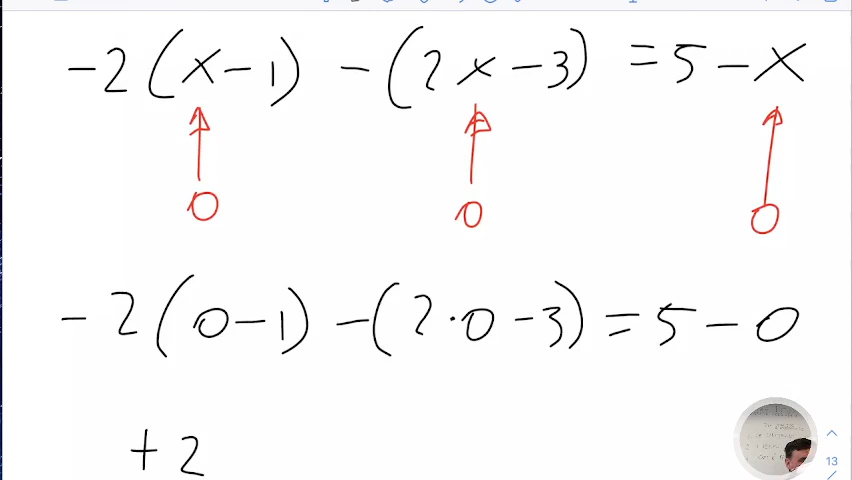 -2(x-1) -(2x-3) = 5-x
0 0 0
-2(0-1) -(2·0-3) = 5-0
+2
13